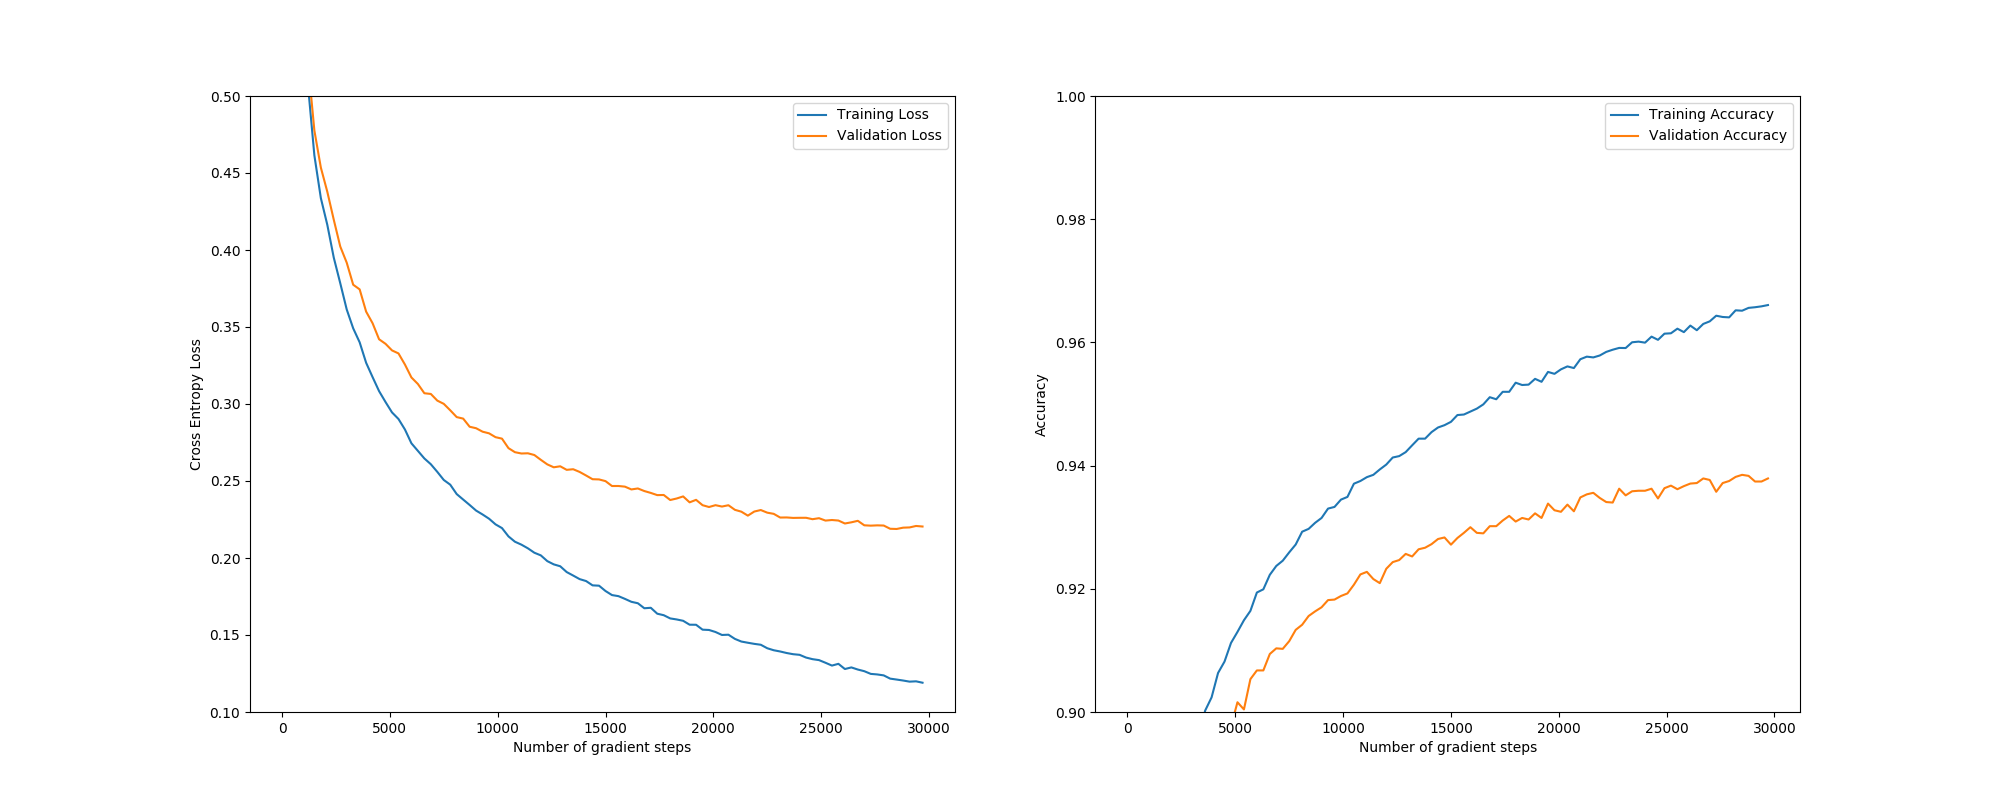 0.50
0.45
0.40
0.35
0.30
0.25
0.20
0.15
0.10
Cross Entropy Loss
Training Loss
Validation Loss
0 5000 10000 15000 20000 25000 30000
Number of gradient steps
1.00
0.98
0.96
0.94
0.92
0.90
Accuracy
Training Accuracy
Validation Accuracy
0 5000 10000 15000 20000 25000 30000
Number of gradient steps